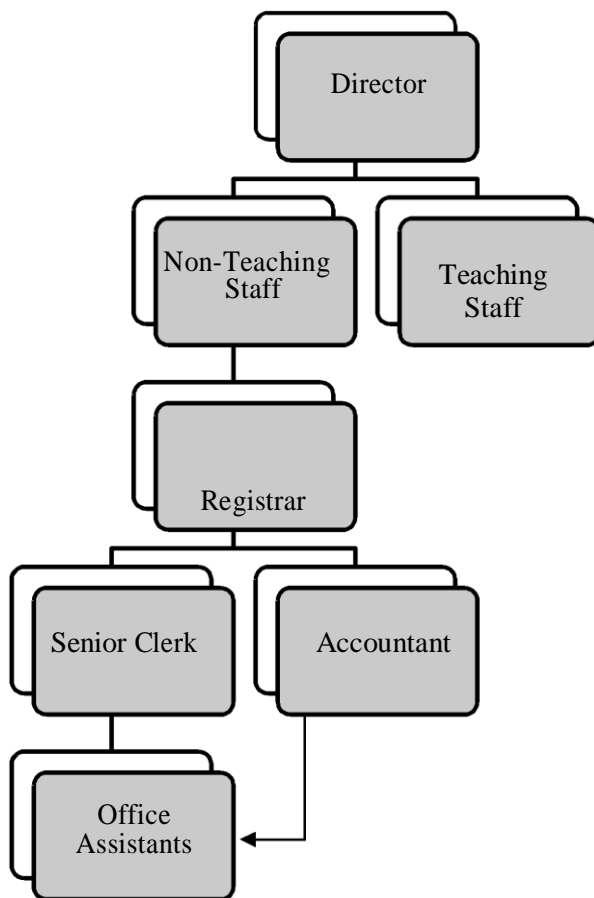 Director
Non-Teaching
Staff
Teaching
Staff
Registrar
Senior Clerk
Accountant
Office
Assistants